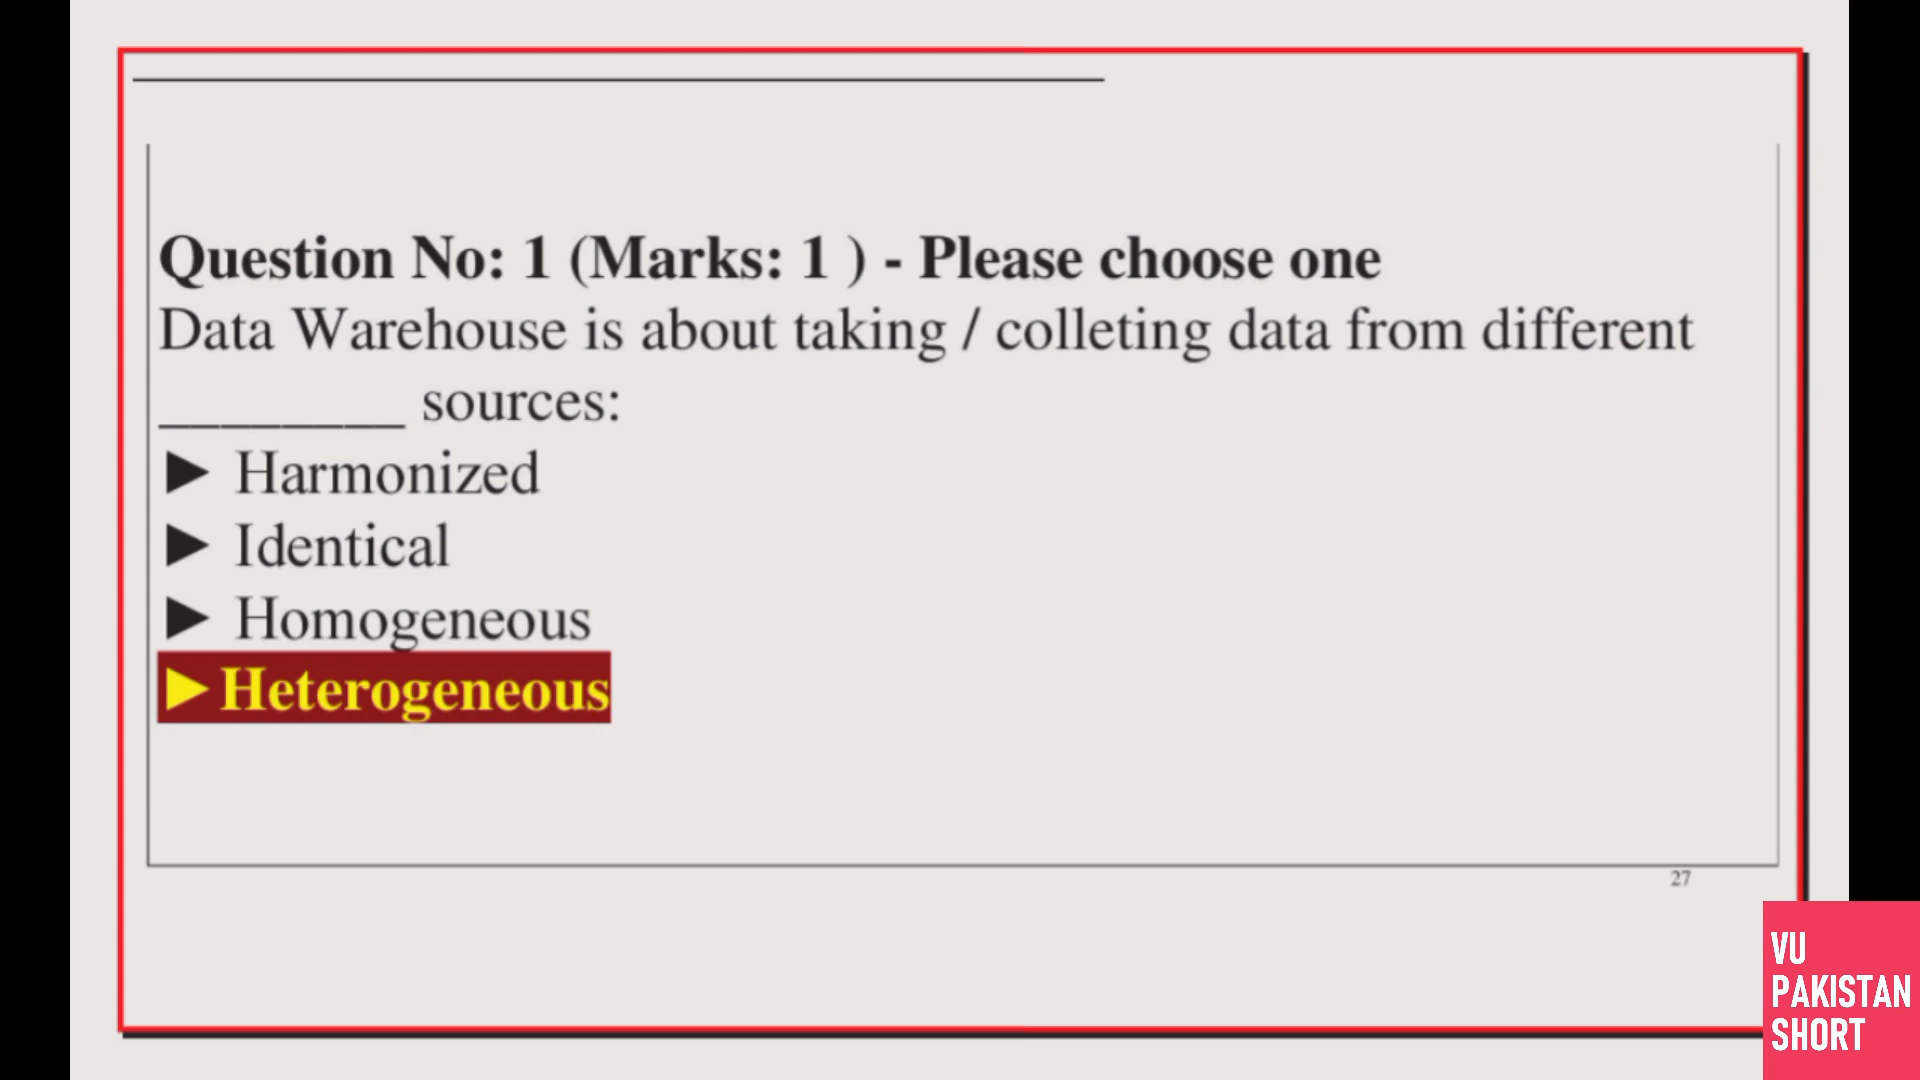 Question No: 1 (Marks: 1 ) - Please choose one
Data Warehouse is about taking / colleting data from different
________ sources:
► Harmonized
► Identical
► Homogeneous
►Heterogeneous
27
VU
PAKISTAN
SHORT